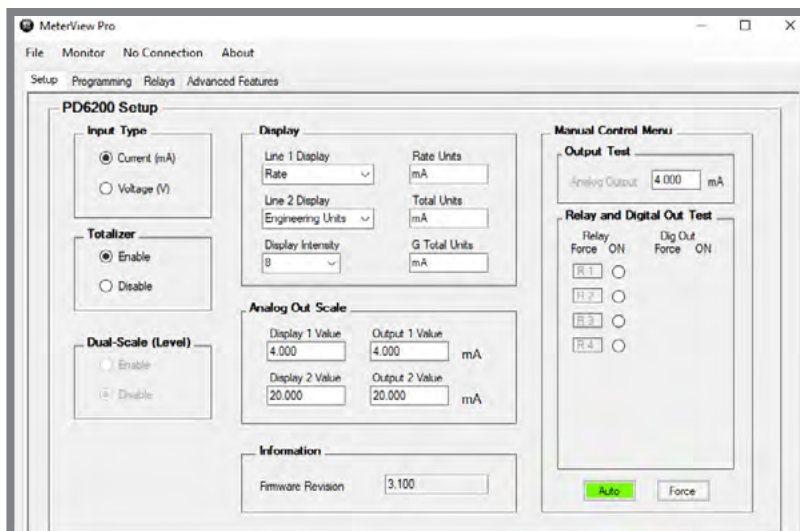 MeterView Pro
File Monitor No Connection About
Setup Programming Relays Advanced Features
PD6200 Setup
Input Type
Current (mA)
Voltage (V)
Totalizer
Enable
Disable
Dual-Scale (Level)
Enable
Disable
Display
Line 1 Display Rate Units
Rate mA
Line 2 Display Total Units
Engineering Units mA
Display Intensity G Total Units
8 mA
Analog Out Scale
Display 1 Value Output 1 Value
4.000 4.000 mA
Display 2 Value Output 2 Value
20.000 20.000 mA
Information
Firmware Revision 3.100
Manual Control Menu
Output Test
Analog Output 4.000 mA
Relay and Digital Out Test
Relay Dig Out
Force ON Force ON
R 1
R 2
R 3
R 4
Auto Force